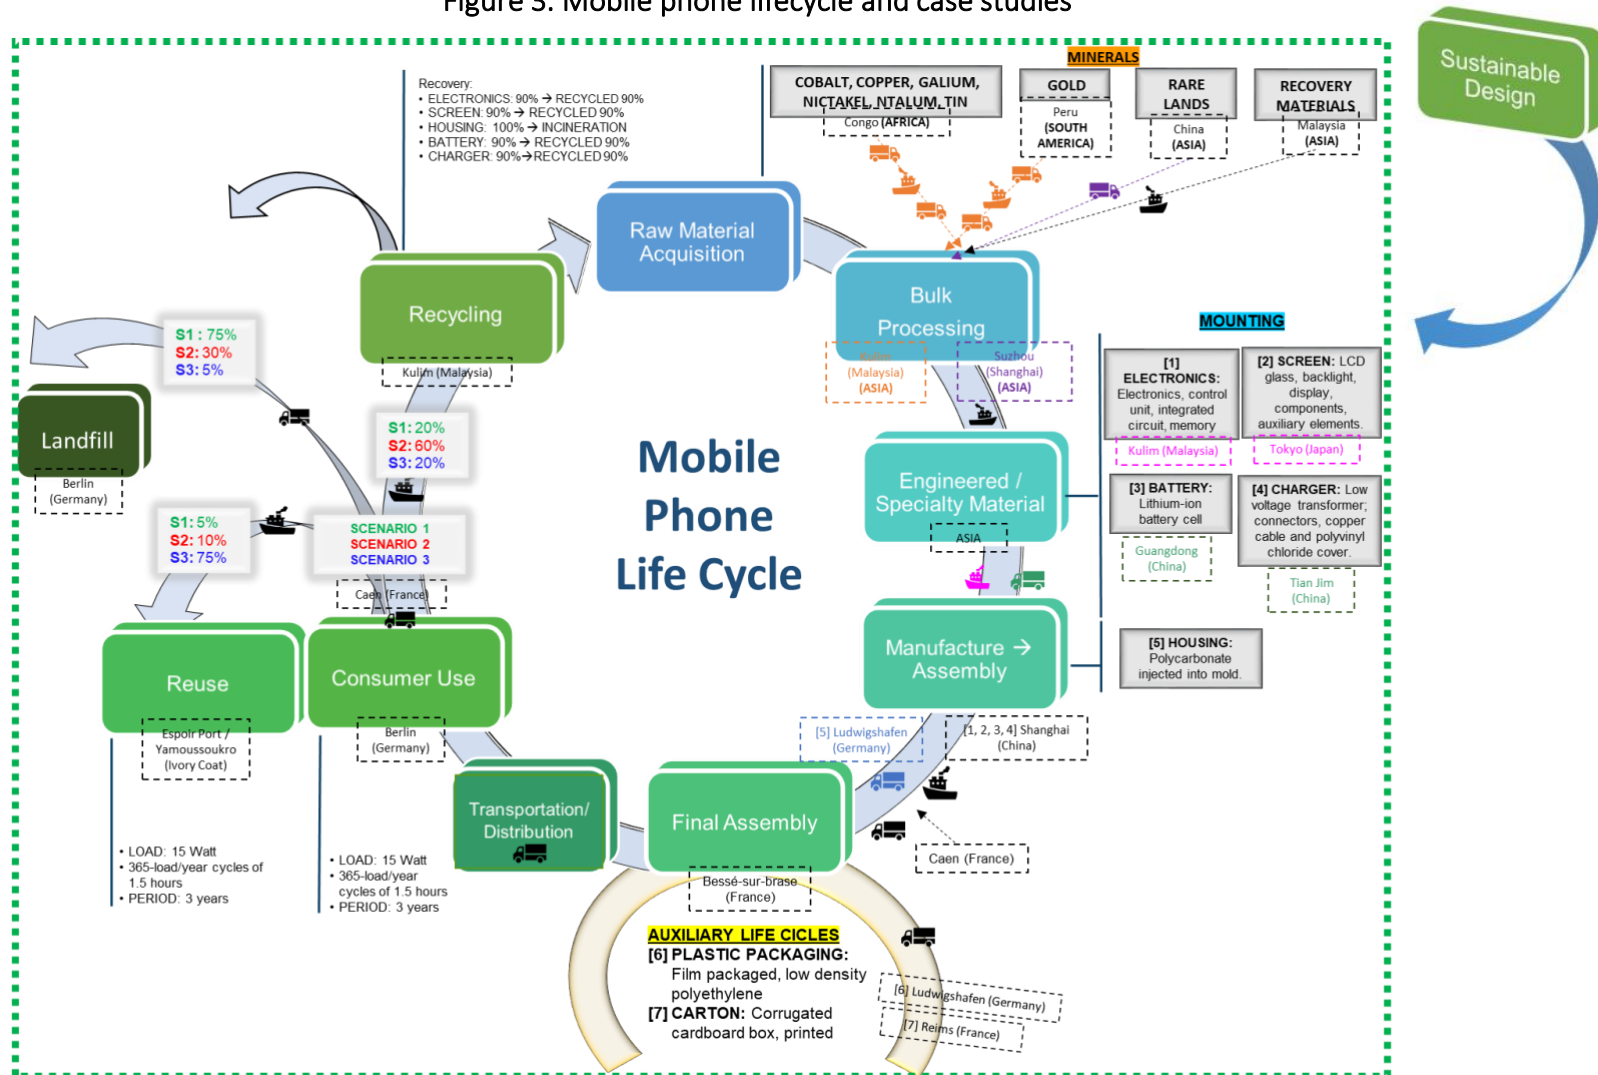 Figure 3. Mobile phone lifecycle and case studies
Sustainable
Design
Recovery:
• ELECTRONICS: 90% → RECYCLED 90%
• SCREEN: 90% → RECYCLED 90%
• HOUSING: 100% → INCINERATION
• BATTERY: 90% → RECYCLED 90%
• CHARGER: 90%→RECYCLED 90%
MINERALS
COBALT, COPPER, GALIUM,
NICTAKEL, NTALUM, TIN
Congo (AFRICA)
GOLD
Peru
(SOUTH
AMERICA)
RARE
LANDS
China
(ASIA)
RECOVERY
MATERIALS
Malaysia
(ASIA)
Raw Material
Acquisition
Bulk
Processing
Kulim
(Malaysia)
(ASIA)
Suzhou
(Shanghai)
(ASIA)
Recycling
Kulim (Malaysia)
S1 : 75%
S2: 30%
S3: 5%
Landfill
Berlin
(Germany)
S1: 20%
S2: 60%
S3: 20%
S1: 5%
S2: 10%
S3: 75%
SCENARIO 1
SCENARIO 2
SCENARIO 3
Caen (France)
Mobile
Phone
Life Cycle
MOUNTING
[1]
ELECTRONICS:
Electronics, control
unit, integrated
circuit, memory
Kulim (Malaysia)
[2] SCREEN: LCD
glass, backlight,
display,
components,
auxiliary elements.
Tokyo (Japan)
[3] BATTERY:
Lithium-ion
battery cell
Guangdong
(China)
[4] CHARGER: Low
voltage transformer;
connectors, copper
cable and polyvinyl
chloride cover.
Tian Jim
(China)
Engineered /
Specialty Material
ASIA
Manufacture →
Assembly
[5] HOUSING:
Polycarbonate
injected into mold.
[5] Ludwigshafen
(Germany)
[1, 2, 3, 4] Shanghai
(China)
Caen (France)
Reuse
Espoir Port /
Yamoussoukro
(Ivory Coat)
Consumer Use
Berlin
(Germany)
• LOAD: 15 Watt
• 365-load/year cycles of
1.5 hours
• PERIOD: 3 years
• LOAD: 15 Watt
• 365-load/year
cycles of 1.5 hours
• PERIOD: 3 years
Transportation/
Distribution
Final Assembly
Bessé-sur-brase
(France)
AUXILIARY LIFE CICLES
[6] PLASTIC PACKAGING:
Film packaged, low density
polyethylene
[7] CARTON: Corrugated
cardboard box, printed
[6] Ludwigshafen (Germany)
[7] Reims (France)